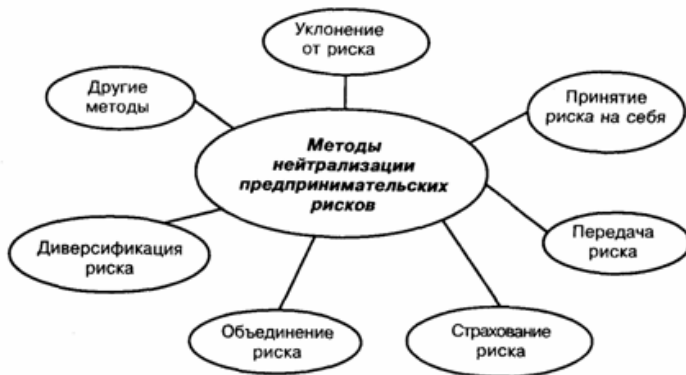 Уклонение
от риска
Другие
методы
Принятие
риска на себя
Методы
нейтрализации
предпринимательских
рисков
Диверсификация
риска
Передача
риска
Объединение
риска
Страхование
риска